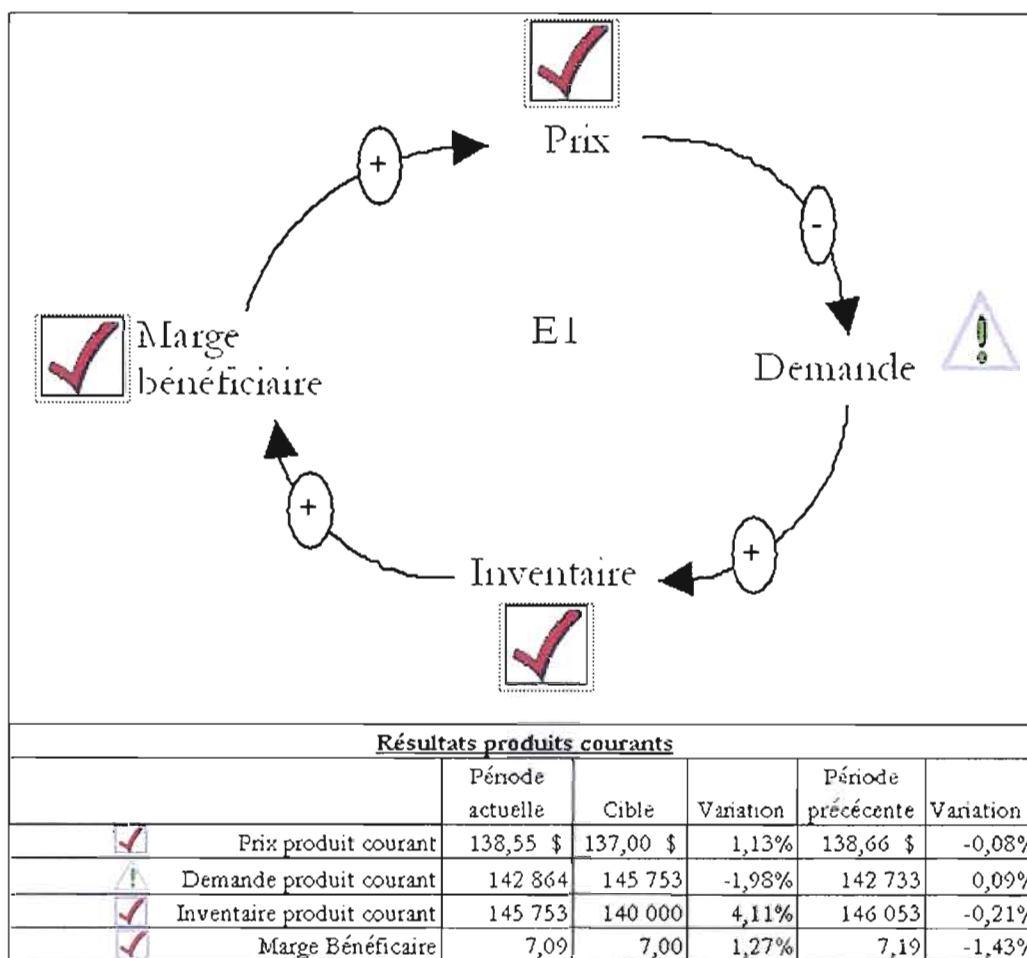 Prix
+
-
E1
Marge
bénéficiaire
Demande
+
+
Inventaire
Résultats produits courants
Période actuelle Cible Variation Période précécente Variation
Prix produit courant 138,55 $ 137,00 $ 1,13% 138,66 $ -0,08%
Demande produit courant 142 864 145 753 -1,98% 142 733 0,09%
Inventaire produit courant 145 753 140 000 4,11% 146 053 -0,21%
Marge Bénéficaire 7,09 7,00 1,27% 7,19 -1,43%